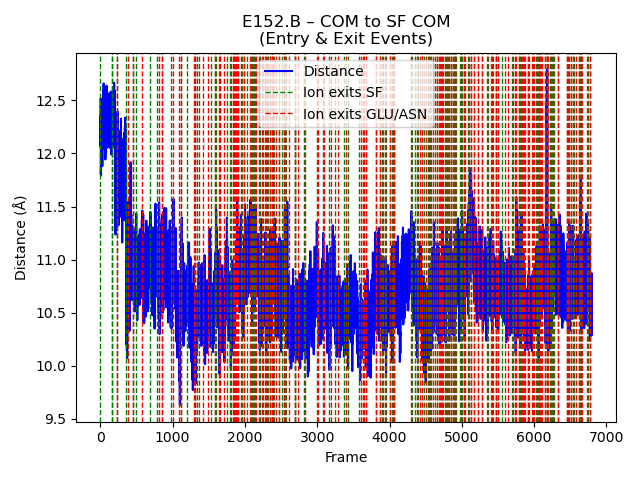 E152.B – COM to SF COM
(Entry & Exit Events)
Distance
Ion exits SF
Ion exits GLU/ASN
Distance (Å)
12.5
12.0
11.5
11.0
10.5
10.0
9.5
0 1000 2000 3000 4000 5000 6000 7000
Frame